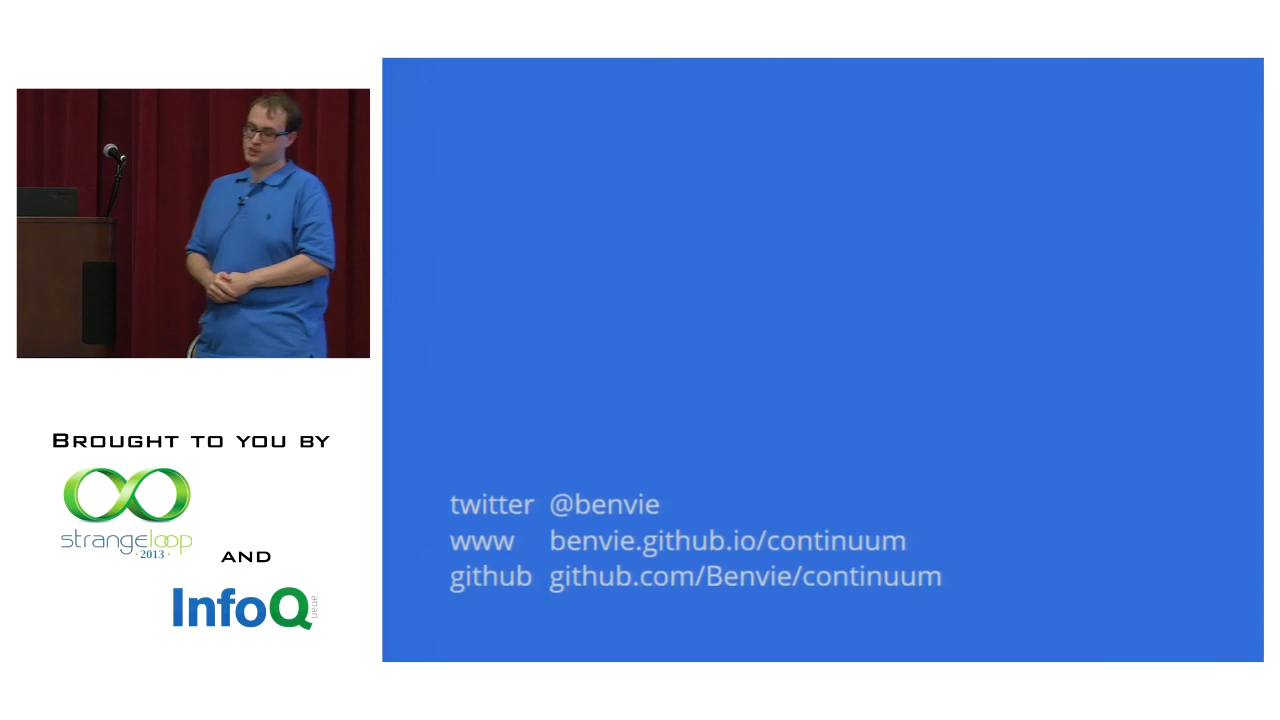 BROUGHT TO YOU BY
strangeloop
· 2013 ·
AND
InfoQ
ueue
twitter @benvie
www benvie.github.io/continuum
github github.com/Benvie/continuum